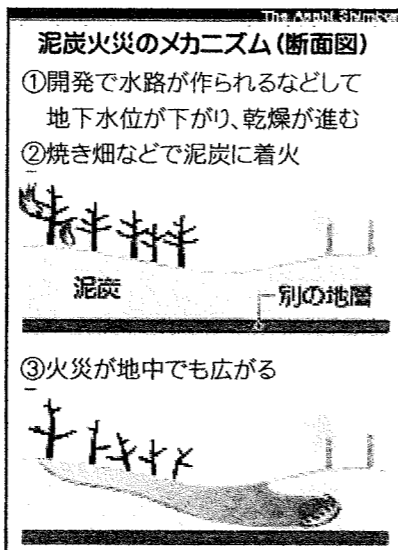 The Asahi Shimbun
泥炭火災のメカニズム(断面図)
①開発で水路が作られるなどして
地下水位が下がり、乾燥が進む
②焼き畑などで泥炭に着火
泥炭
別の地層
③火災が地中でも広がる